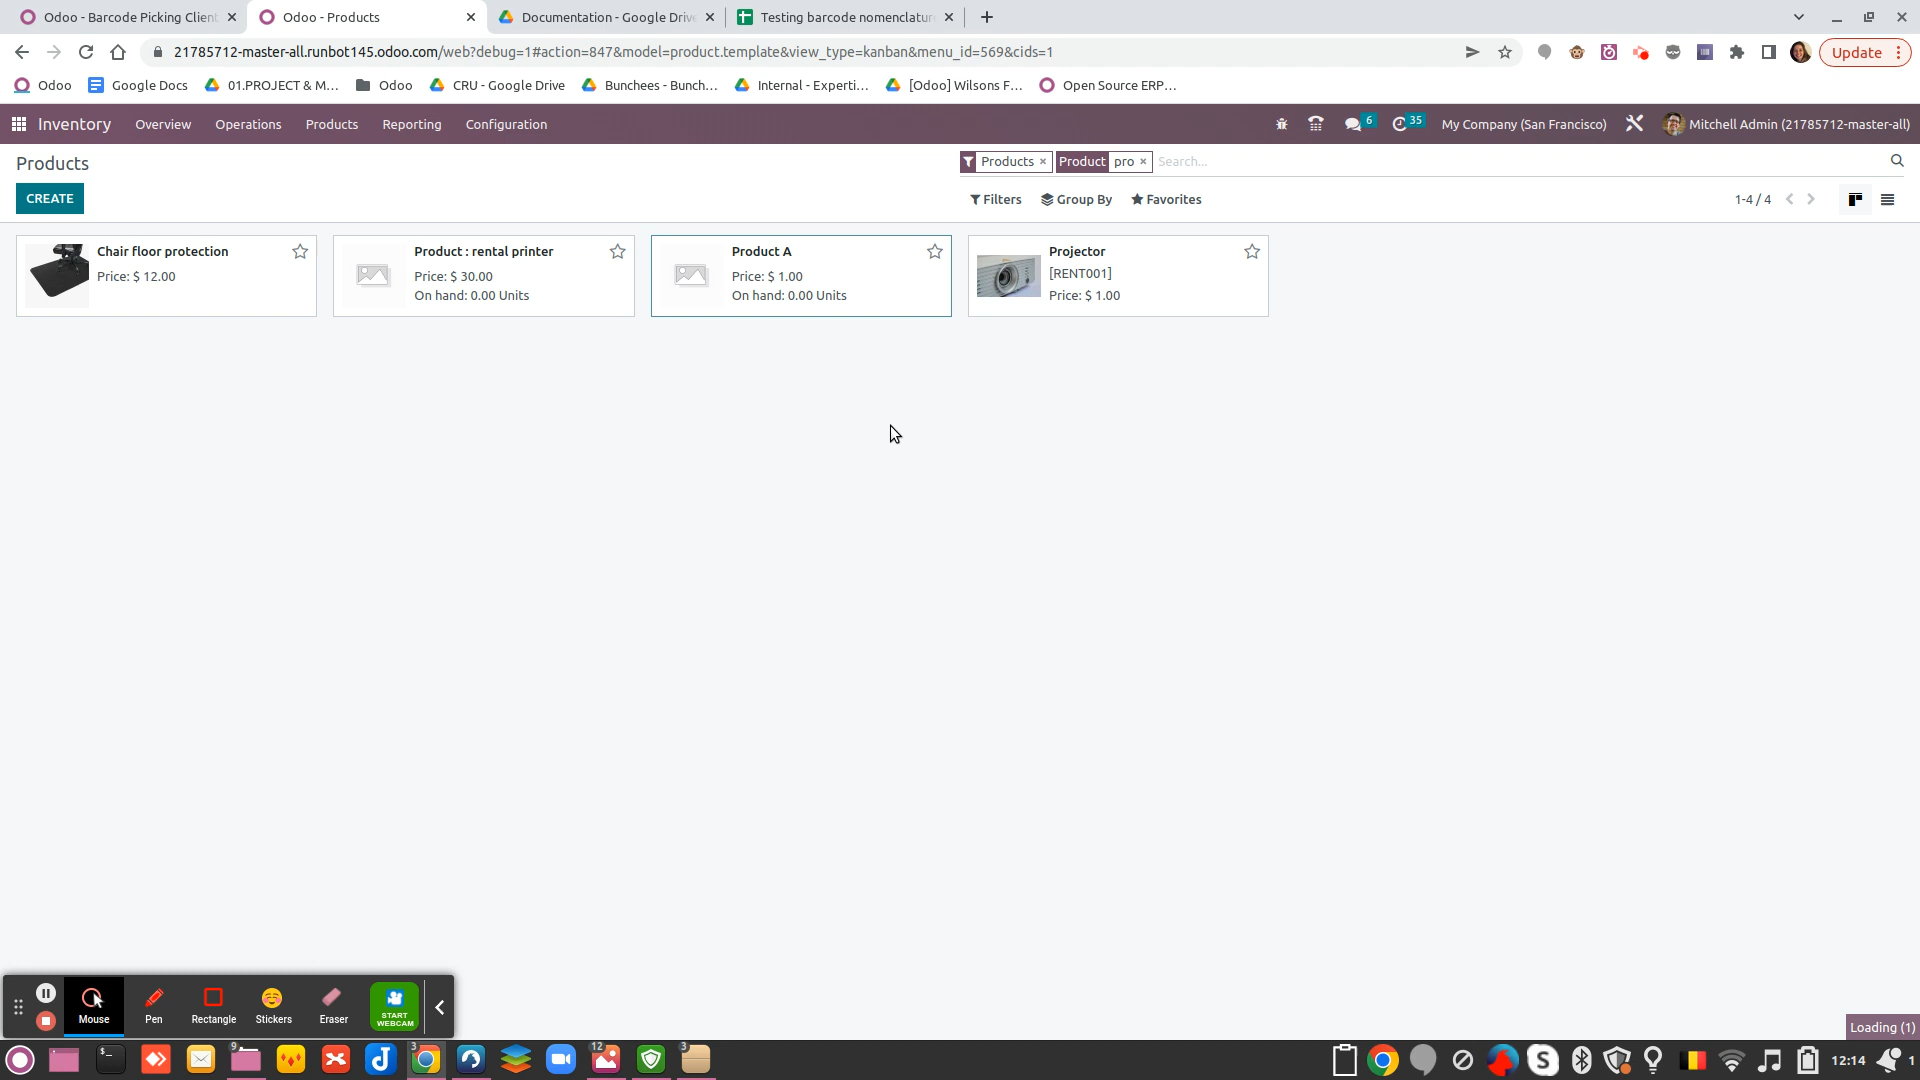 Odoo - Barcode Picking Client
Odoo - Products
Documentation - Google Drive
Testing barcode nomenclature
21785712-master-all.runbot145.odoo.com/web?debug=1#action=847&model=product.template&view_type=kanban&menu_id=569&cids=1
Update
Odoo
Google Docs
01.PROJECT & M...
Odoo
CRU - Google Drive
Bunchees - Bunch...
Internal - Experti...
[Odoo] Wilsons F...
Open Source ERP...
Inventory
Overview
Operations
Products
Reporting
Configuration
6
35
My Company (San Francisco)
Mitchell Admin (21785712-master-all)
Products
Products ×
Product pro ×
Search...
CREATE
Filters
Group By
Favorites
1-4 / 4
Chair floor protection
Price: $ 12.00
Product : rental printer
Price: $ 30.00
On hand: 0.00 Units
Product A
Price: $ 1.00
On hand: 0.00 Units
Projector
[RENT001]
Price: $ 1.00
Mouse
Pen
Rectangle
Stickers
Eraser
START
WEBCAM
Loading (1)
9
3
12
3
12:14
1